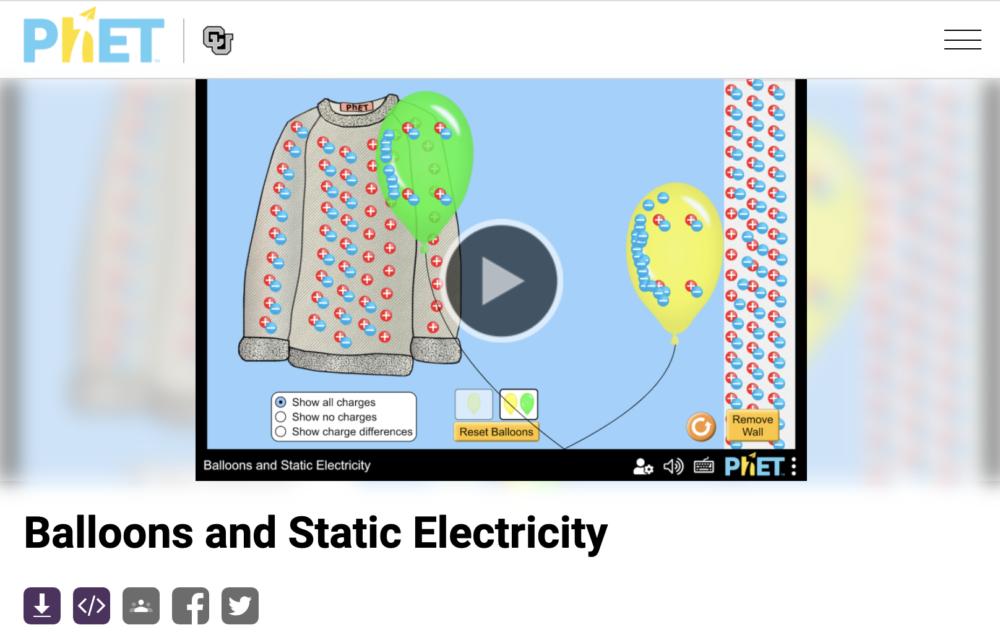 PhET
CU
PhET
Show all charges
Show no charges
Show charge differences
Reset Balloons
Remove
Wall
Balloons and Static Electricity
PhET
Balloons and Static Electricity